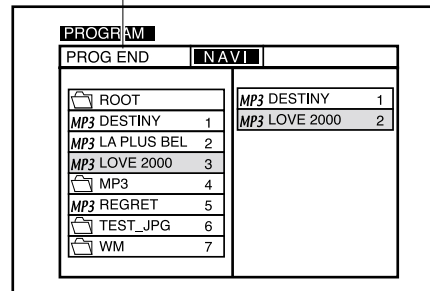 PROGRAM
PROG END NAVI
ROOT
MP3 DESTINY 1
MP3 LA PLUS BEL 2
MP3 LOVE 2000 3
MP3 4
MP3 REGRET 5
TEST_JPG 6
WM 7
MP3 DESTINY 1
MP3 LOVE 2000 2